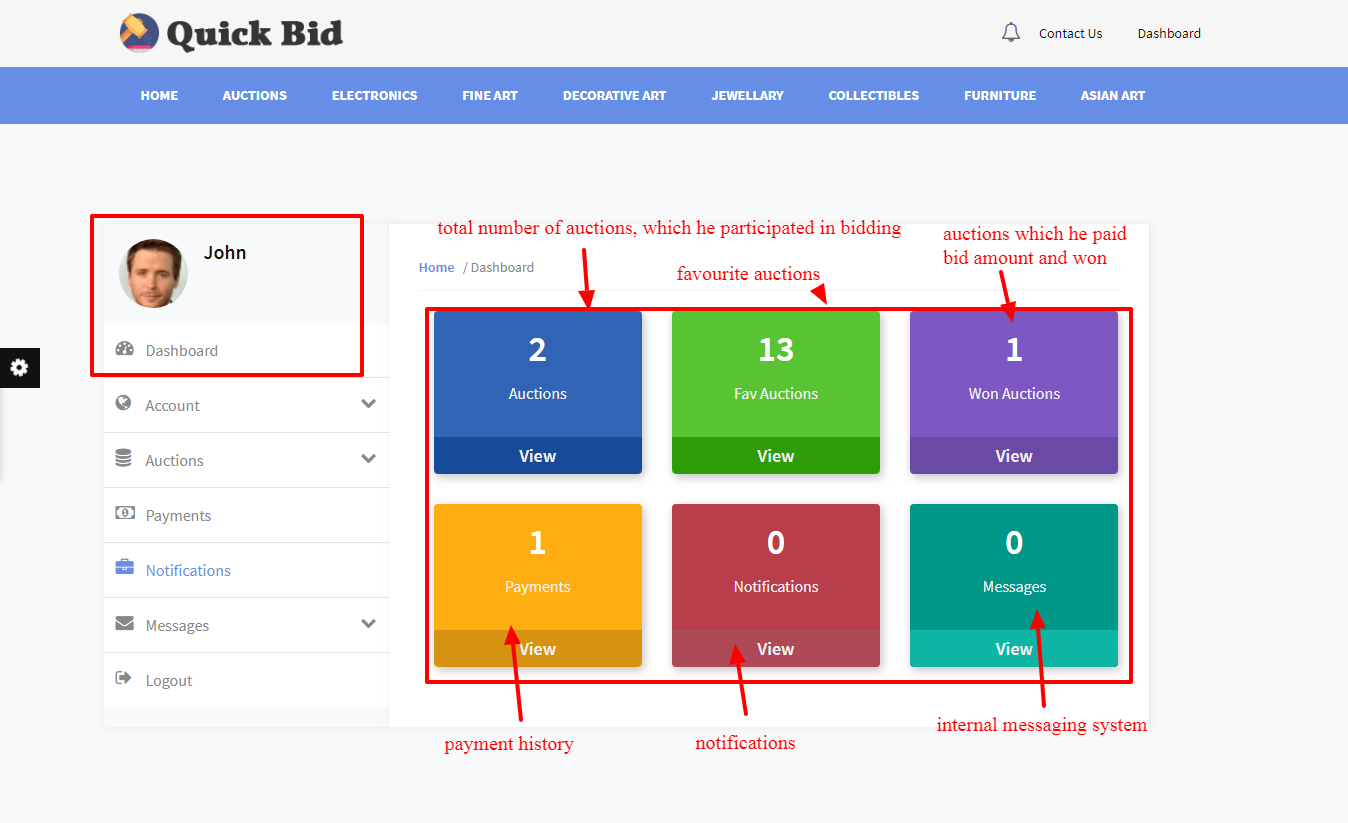 Quick Bid
Contact Us Dashboard
HOME AUCTIONS ELECTRONICS FINE ART DECORATIVE ART JEWELLARY COLLECTIBLES FURNITURE ASIAN ART
John
Dashboard
Account
Auctions
Payments
Notifications
Messages
Logout
total number of auctions, which he participated in bidding
auctions which he paid
bid amount and won
Home / Dashboard
favourite auctions
2
Auctions
View
13
Fav Auctions
View
1
Won Auctions
View
1
Payments
View
0
Notifications
View
0
Messages
View
payment history
notifications
internal messaging system